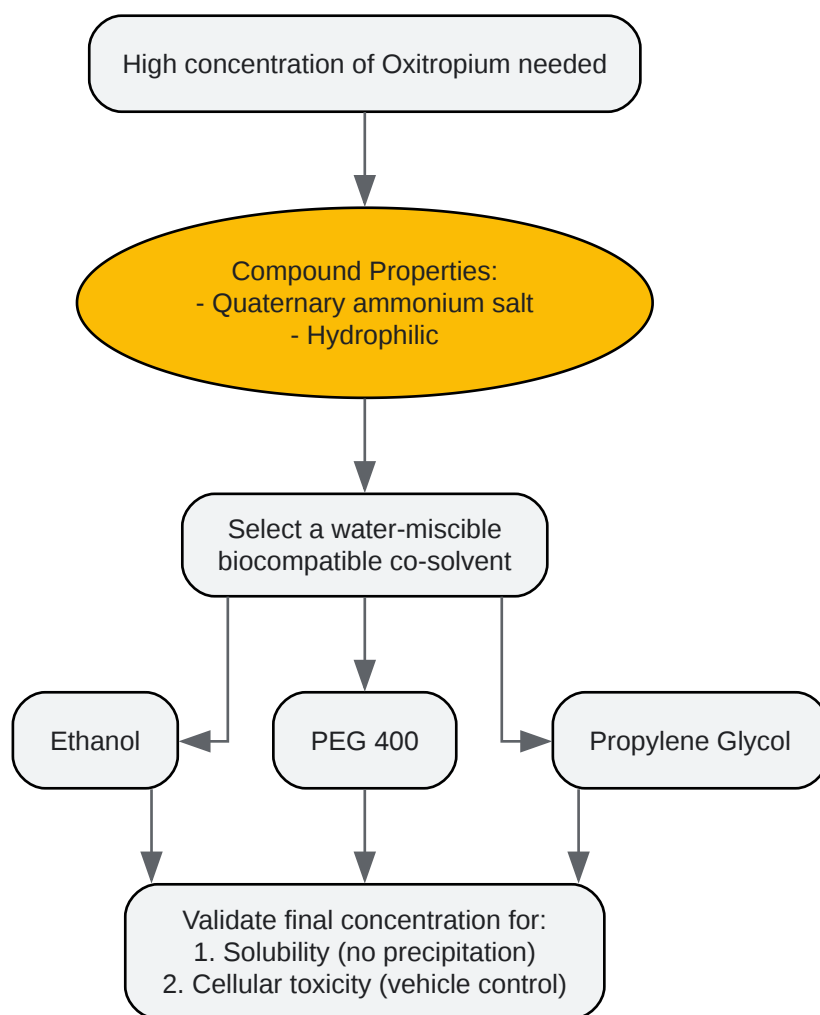 High concentration of Oxitropium needed
Compound Properties:
- Quaternary ammonium salt
- Hydrophilic
Select a water-miscible
biocompatible co-solvent
Ethanol
PEG 400
Propylene Glycol
Validate final concentration for:
1. Solubility (no precipitation)
2. Cellular toxicity (vehicle control)